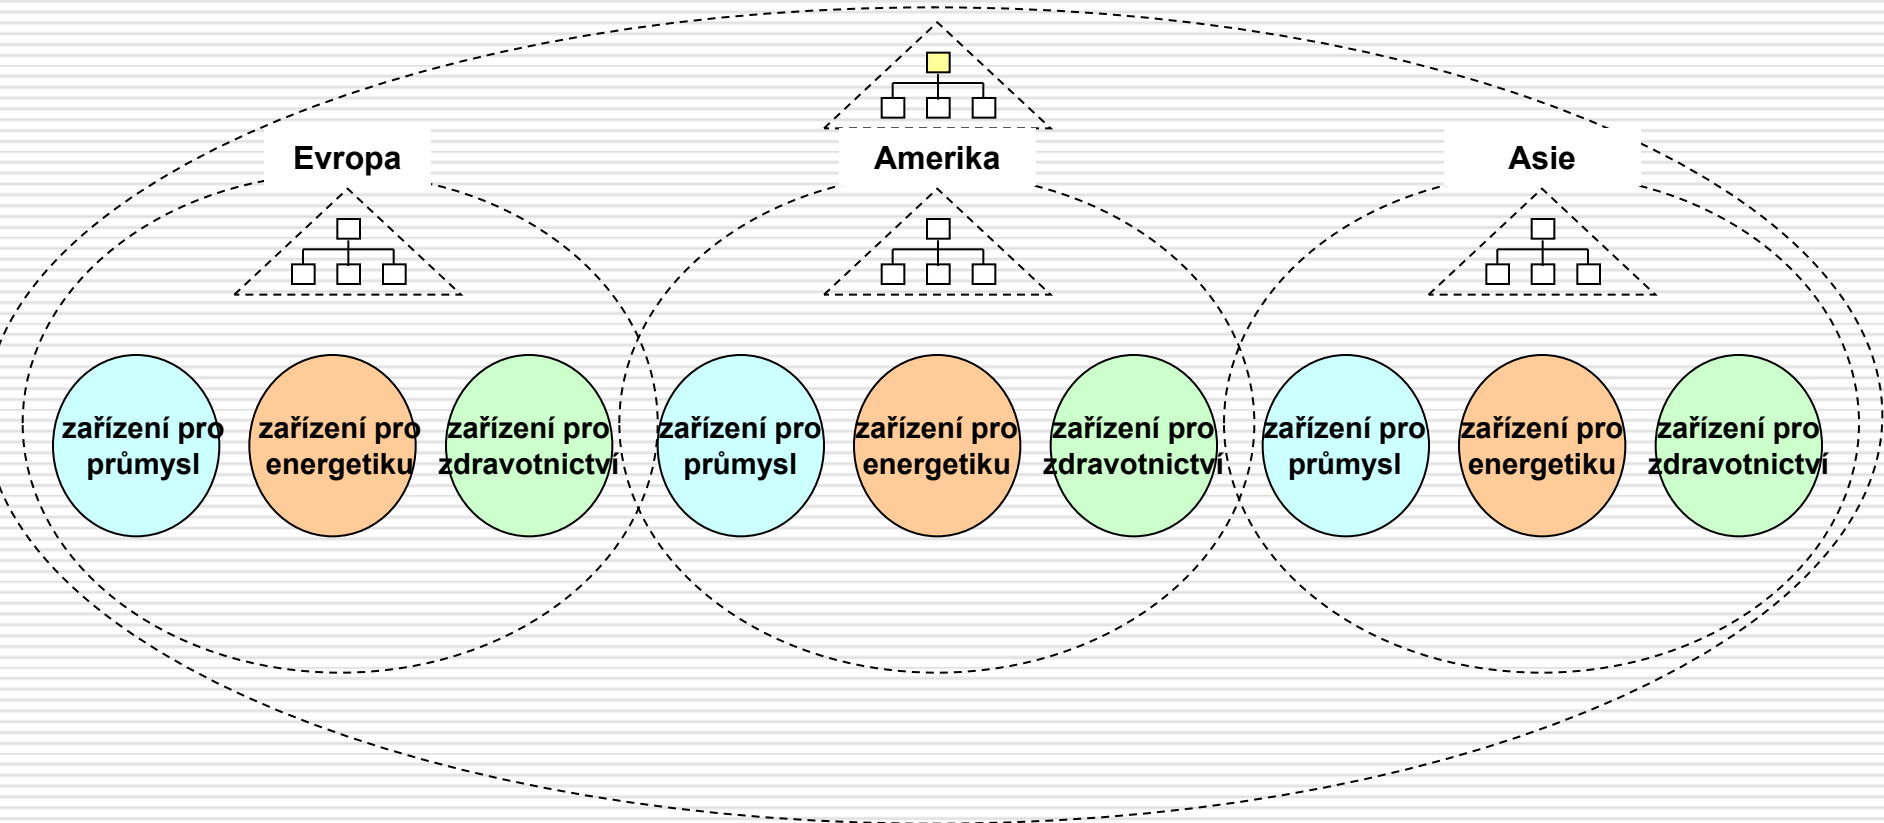 Evropa
Amerika
Asie
zařízení pro
průmysl
zařízení pro
energetiku
zařízení pro
zdravotnictví
zařízení pro
průmysl
zařízení pro
energetiku
zařízení pro
zdravotnictví
zařízení pro
průmysl
zařízení pro
energetiku
zařízení pro
zdravotnictví